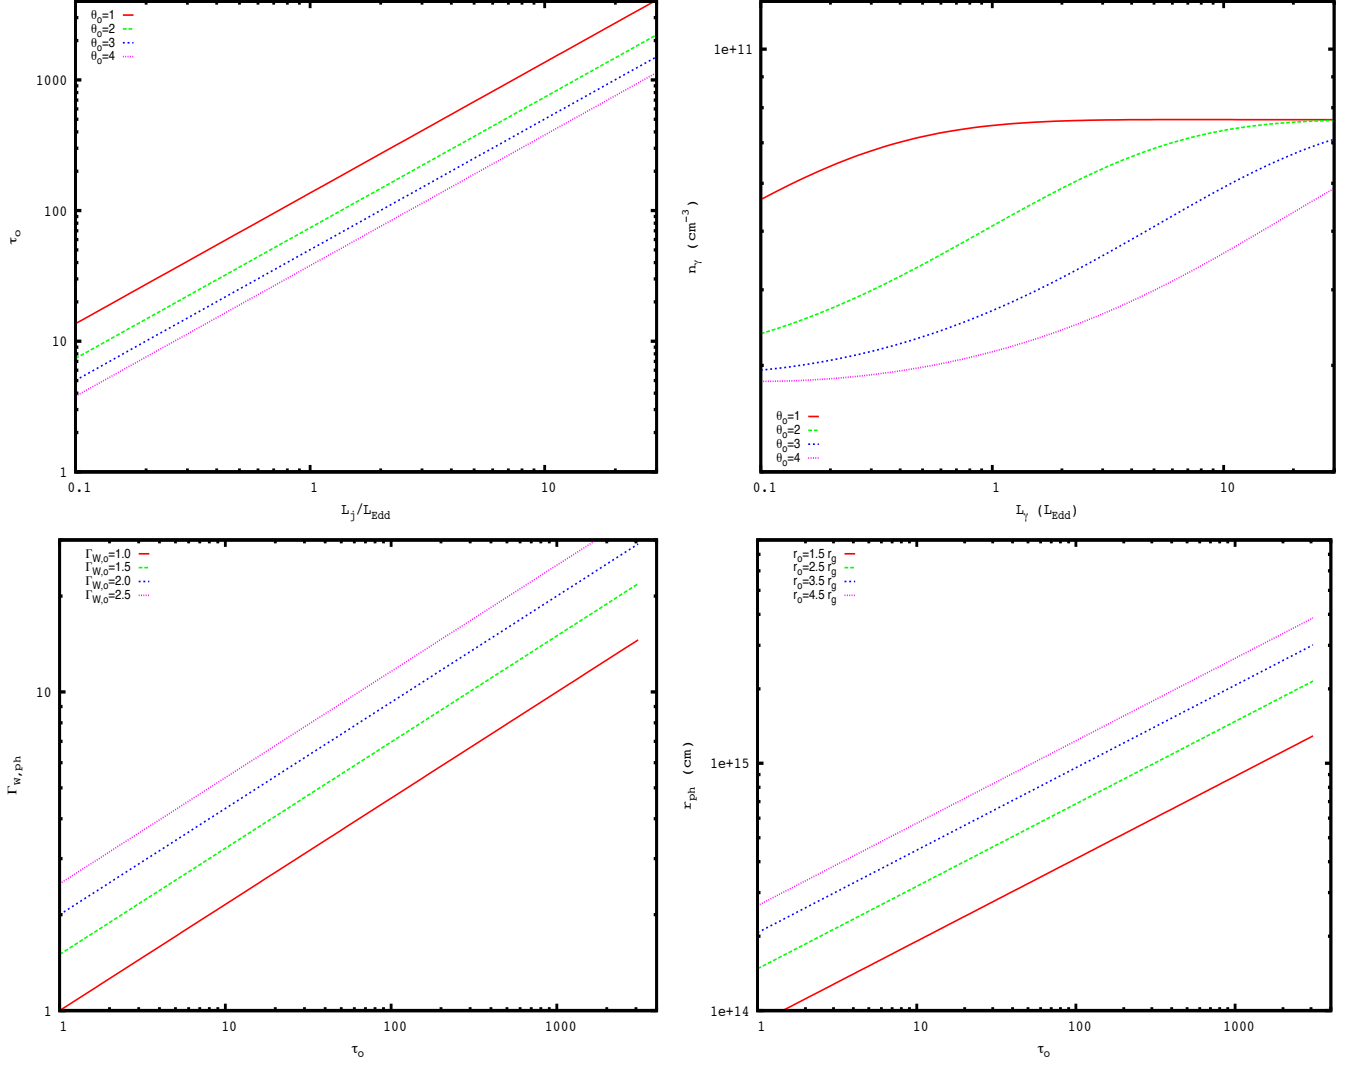 θo=1
θo=2
θo=3
θo=4
1000
100
10
1
τo
0.1 1 10
Lj/LEdd
1e+11
nγ (cm-3)
θo=1
θo=2
θo=3
θo=4
0.1 1 10
Lγ (LEdd)
ΓW,o=1.0
ΓW,o=1.5
ΓW,o=2.0
ΓW,o=2.5
10
1
ΓW,ph
1 10 100 1000
τo
ro=1.5 rg
ro=2.5 rg
ro=3.5 rg
ro=4.5 rg
1e+15
1e+14
rph (cm)
1 10 100 1000
τo